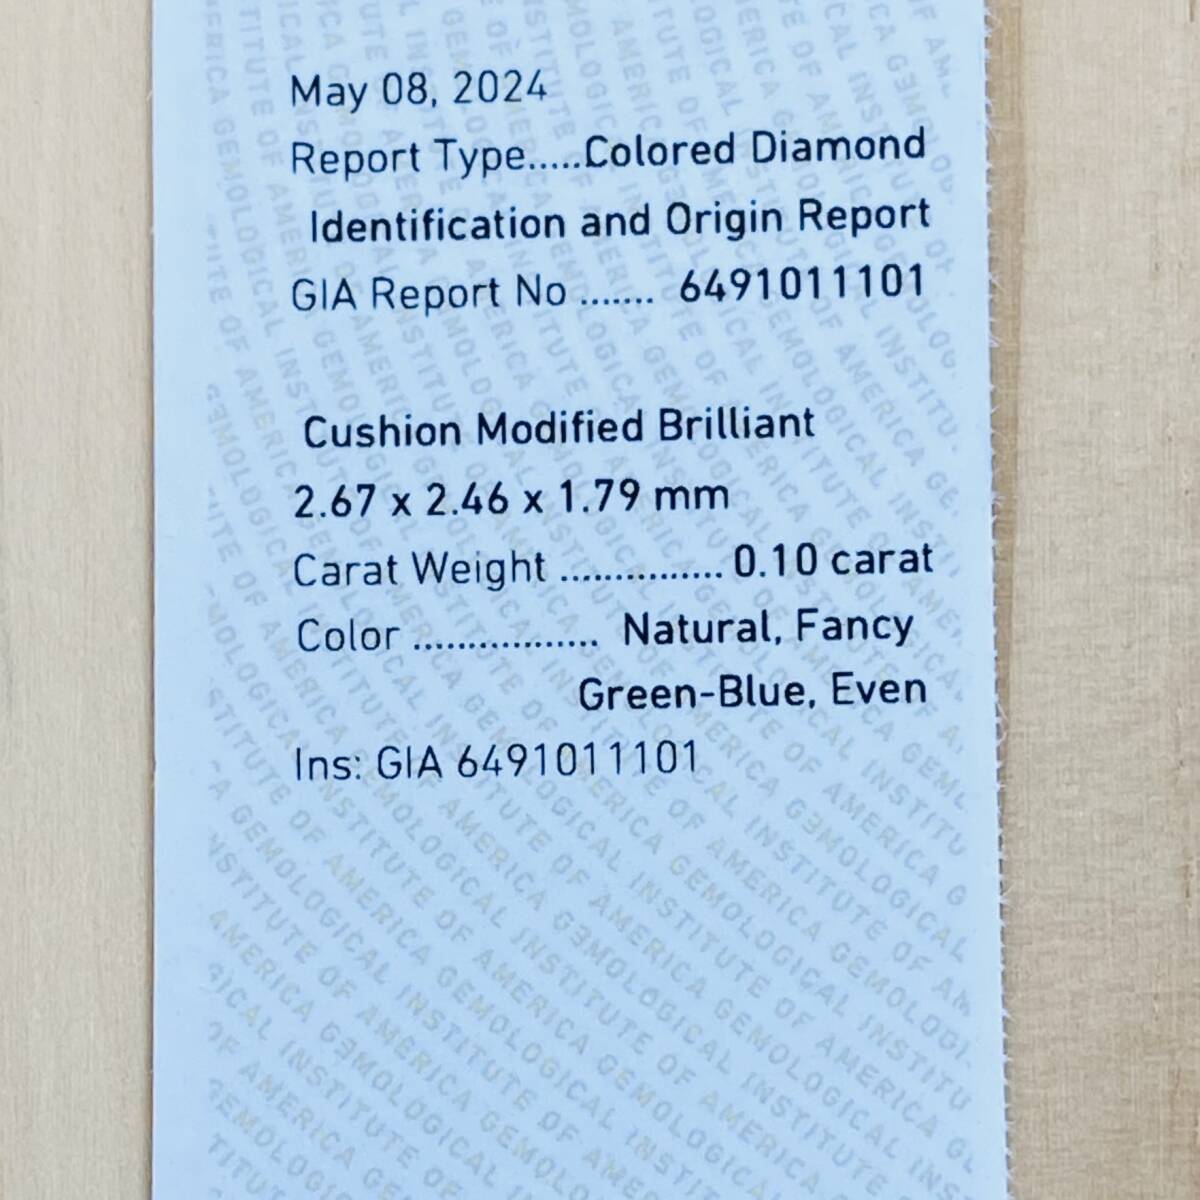 May 08, 2024
Report Type.....Colored Diamond
Identification and Origin Report
GIA Report No ....... 6491011101
Cushion Modified Brilliant
2.67 x 2.46 x 1.79 mm
Carat Weight ............... 0.10 carat
Color ................. Natural, Fancy
Green-Blue, Even
Ins: GIA 6491011101